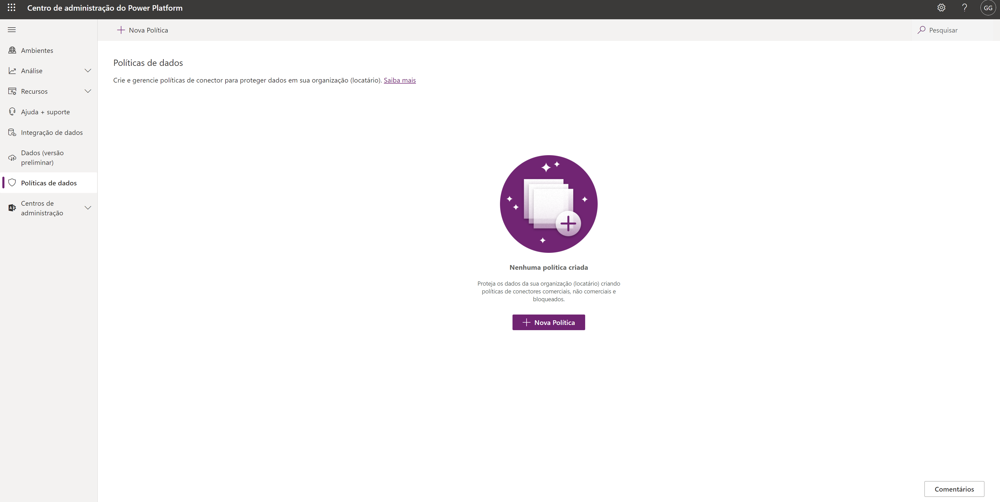 Centro de administração do Power Platform
GG
Nova Política
Pesquisar
Ambientes
Análise
Recursos
Ajuda + suporte
Integração de dados
Dados (versão
preliminar)
Políticas de dados
Centros de
administração
Políticas de dados
Crie e gerencie políticas de conector para proteger dados em sua organização (locatário). Saiba mais
Nenhuma política criada
Proteja os dados da sua organização (locatário) criando
políticas de conectores comerciais, não comerciais e
bloqueados.
Nova Política
Comentários